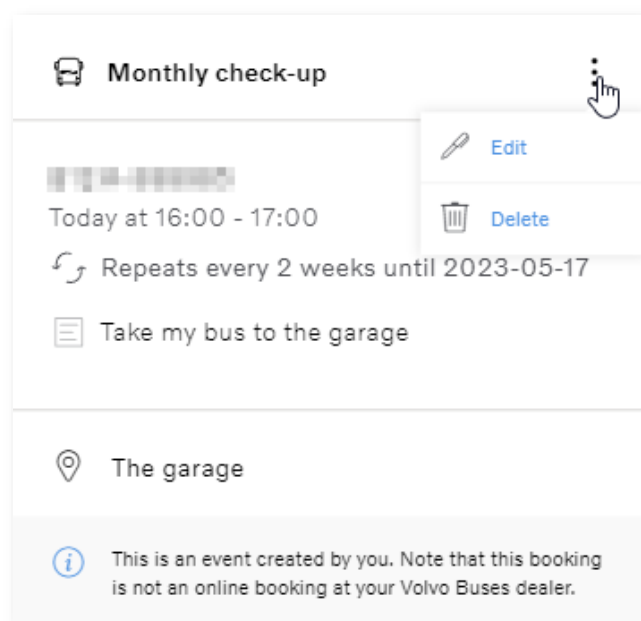 Monthly check-up
Edit
Delete
Today at 16:00 - 17:00
Repeats every 2 weeks until 2023-05-17
Take my bus to the garage
The garage
This is an event created by you. Note that this booking
is not an online booking at your Volvo Buses dealer.